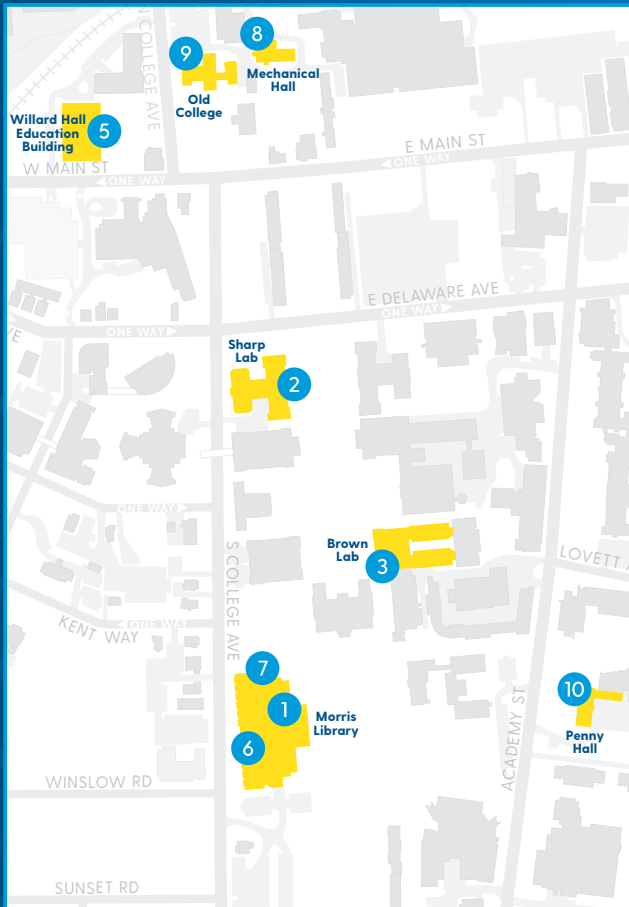 N COLLEGE AVE
9
8
Mechanical
Hall
Old
College
Willard Hall
Education
Building
5
E MAIN ST
ONE WAY
W MAIN ST
ONE WAY
E DELAWARE AVE
ONE WAY
ONE WAY
VE
Sharp
Lab
2
ONE WAY
Brown
Lab
3
S COLLEGE AVE
LOVETT A
KENT WAY
ONE WAY
7
1
6
Morris
Library
10
Penny
Hall
ACADEMY ST
WINSLOW RD
SUNSET RD